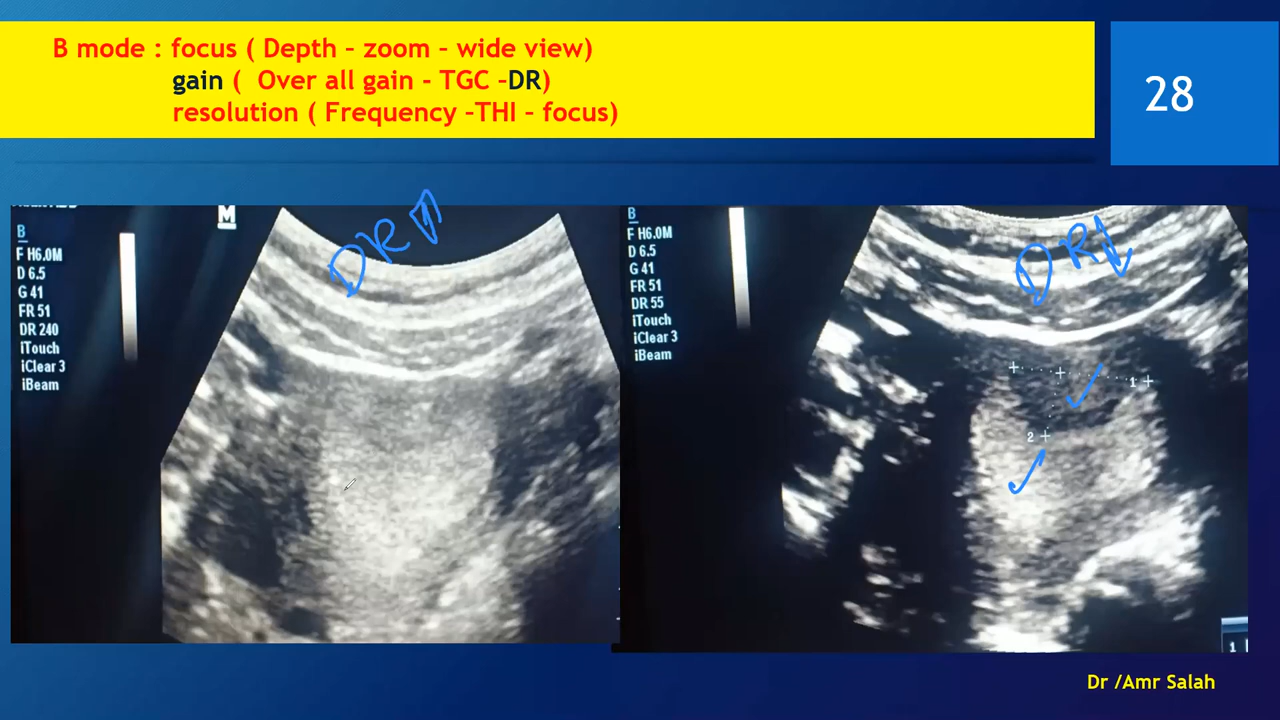 B mode : focus ( Depth – zoom – wide view)
gain ( Over all gain - TGC –DR)
resolution ( Frequency –THI – focus)
28
M
B
F H6.0M
D 6.5
G 41
FR 51
DR 240
iTouch
iClear 3
iBeam
DR ↑
B
F H6.0M
D 6.5
G 41
FR 51
DR 55
iTouch
iClear 3
iBeam
DR ↓
1
2
1
Dr /Amr Salah